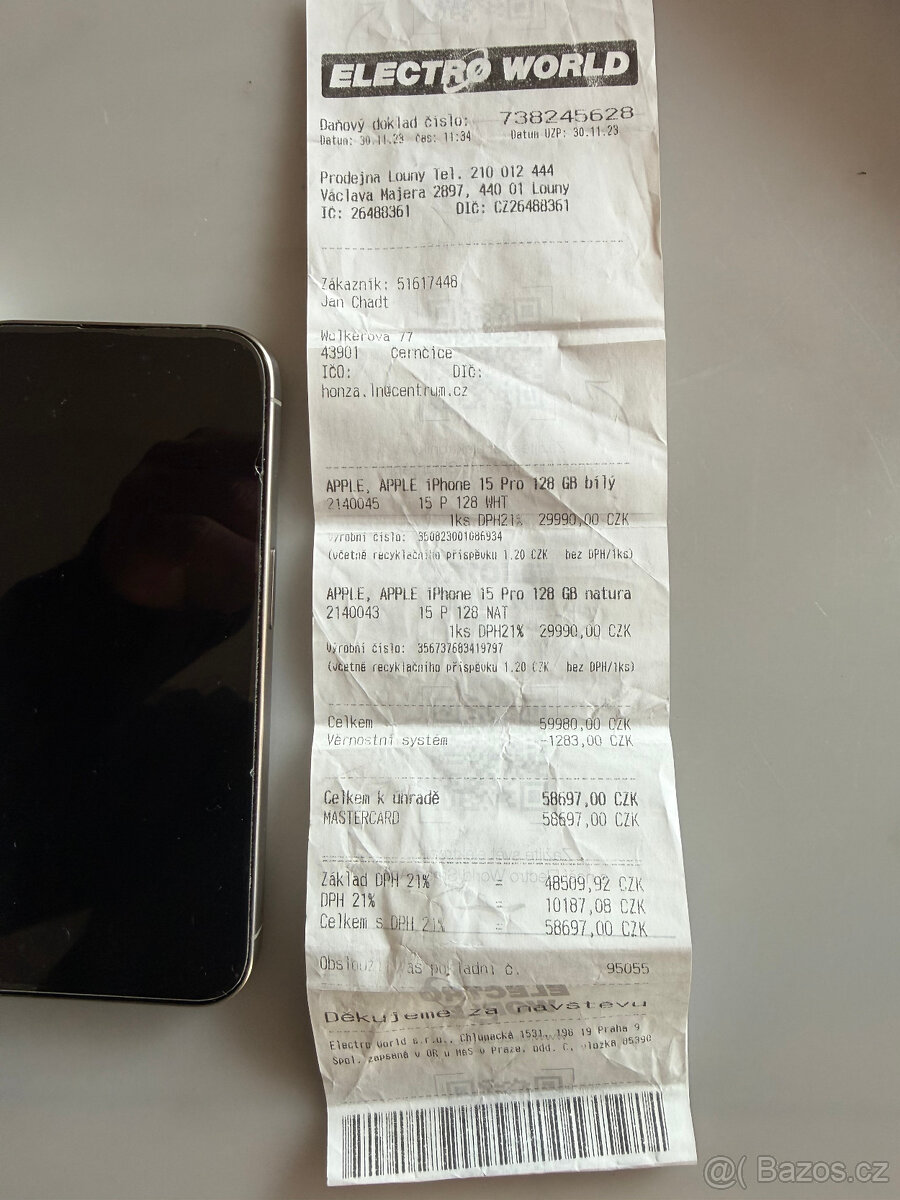 ELECTRO WORLD
Daňový doklad číslo: 738245628
Datum: 30.11.23 čas: 11:34 Datum UZP: 30.11.23
Prodejna Louny Tel. 210 012 444
Václava Majera 2897, 440 01 Louny
IČ: 26488361 DIČ: CZ26488361
Zákazník: 51617448
Jan Chadt
Wolkerova 77
43901 Černčice
IČO: DIČ:
honza.ln@centrum.cz
APPLE, APPLE iPhone 15 Pro 128 GB bílý
2140045 15 P 128 WHT
1ks DPH21% 29990,00 CZK
Výrobní číslo: 350823001086934
(včetně recyklačního příspěvku 1.20 CZK bez DPH/1ks)
APPLE, APPLE iPhone 15 Pro 128 GB natura
2140043 15 P 128 NAT
1ks DPH21% 29990,00 CZK
Výrobní číslo: 356737683419797
(včetně recyklačního příspěvku 1.20 CZK bez DPH/1ks)
Celkem 59980,00 CZK
Věrnostní systém -1283,00 CZK
Celkem k úhradě 58697,00 CZK
MASTERCARD 58697,00 CZK
Základ DPH 21% = 48509,92 CZK
DPH 21% = 10187,08 CZK
Celkem s DPH 21% = 58697,00 CZK
Obsloužil vás pokladní č. 95055
Děkujeme za návštěvu
Electro World s.r.o., Chlumecká 1531, 198 19 Praha 9
Spol. zapsaná v OR u MěS v Praze, odd. C, vložka 85390
@( Bazos.cz